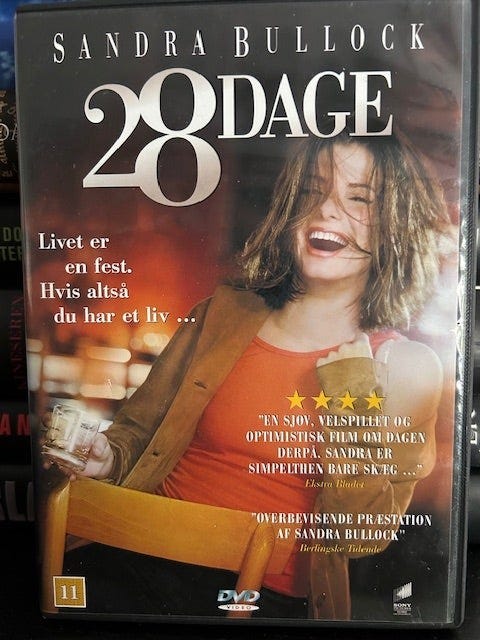 SANDRA BULLOCK
28 DAGE
Livet er
en fest.
Hvis altså
du har et liv ...
"EN SJOV, VELSPILLET OG
OPTIMISTISK FILM OM DAGEN
DERPÅ. SANDRA ER
SIMPELTHEN BARE SKÆG ..."
Ekstra Bladet
"OVERBEVISENDE PRÆSTATION
AF SANDRA BULLOCK"
Berlingske Tidende
11
DVD
VIDEO
SONY